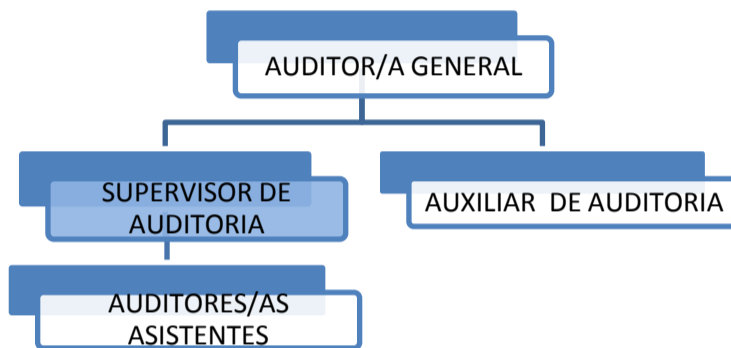 AUDITOR/A GENERAL
SUPERVISOR DE
AUDITORIA
AUXILIAR DE AUDITORIA
AUDITORES/AS
ASISTENTES